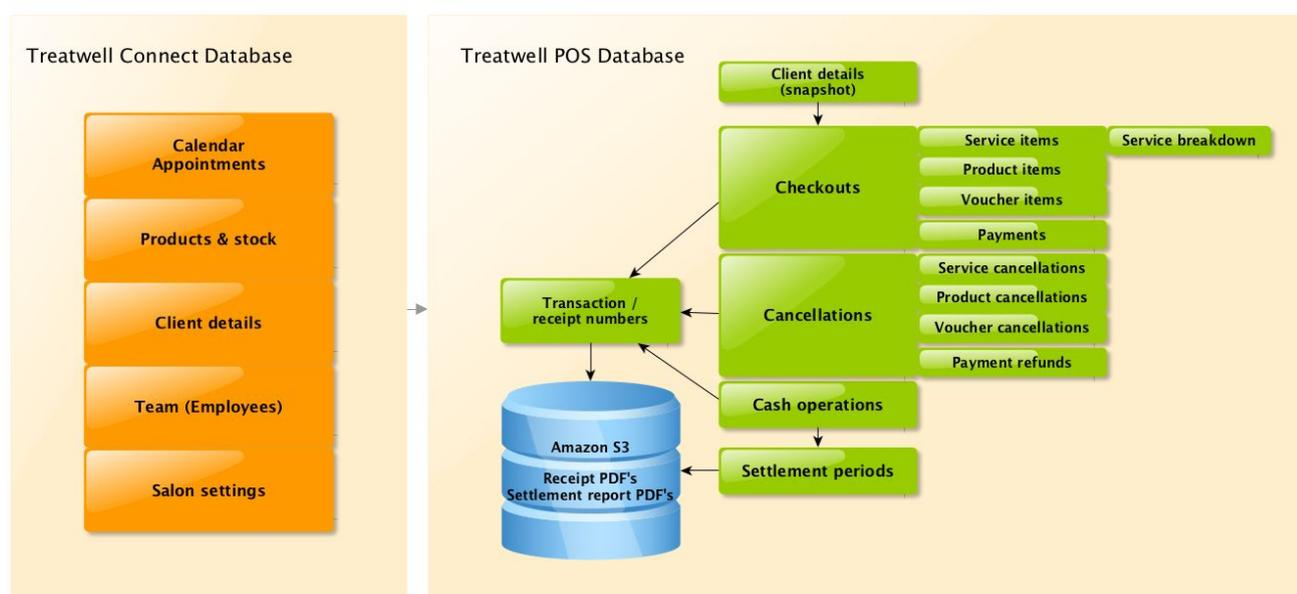 Treatwell Connect Database
Calendar
Appointments
Products & stock
Client details
Team (Employees)
Salon settings
Treatwell POS Database
Client details
(snapshot)
Checkouts
Service items
Service breakdown
Product items
Voucher items
Payments
Cancellations
Service cancellations
Product cancellations
Voucher cancellations
Payment refunds
Transaction /
receipt numbers
Cash operations
Settlement periods
Amazon S3
Receipt PDF's
Settlement report PDF's